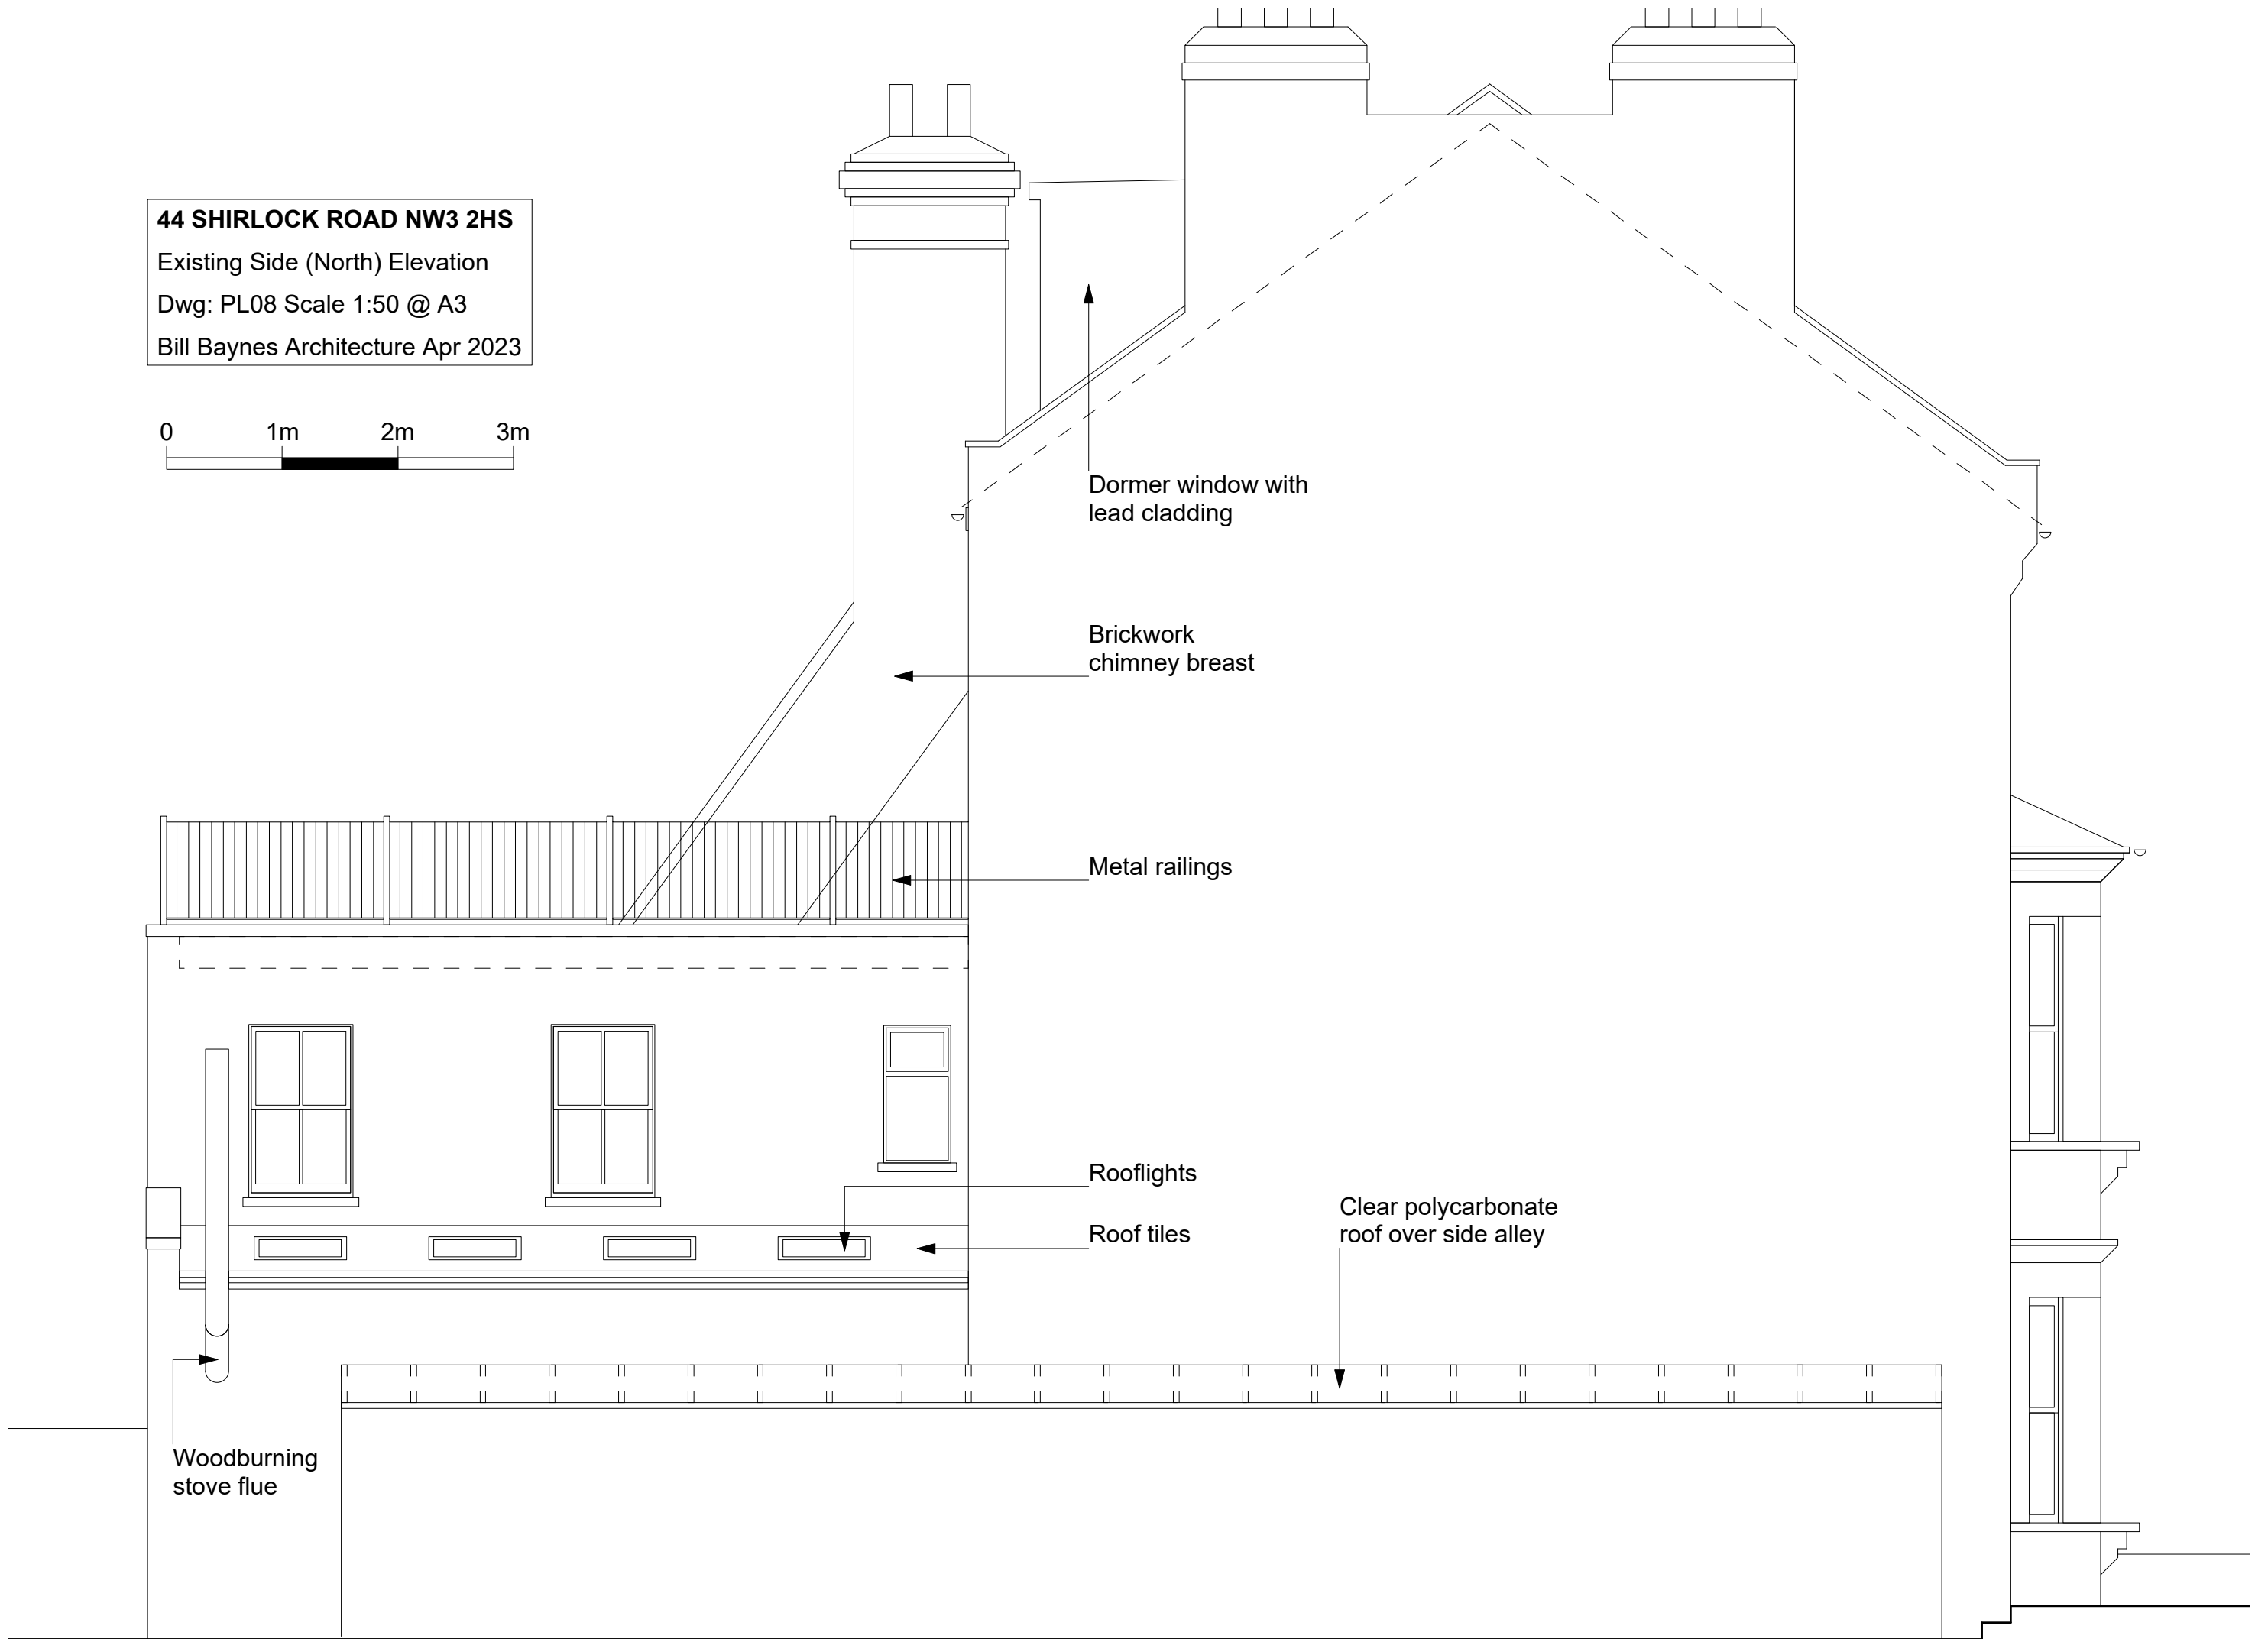 44 SHIRLOCK ROAD NW3 2HS
Existing Side (North) Elevation
Dwg: PL08 Scale 1:50 @ A3
Bill Baynes Architecture Apr 2023
0 1m 2m 3m
Dormer window with
lead cladding
Brickwork
chimney breast
Metal railings
Rooflights
Roof tiles
Clear polycarbonate
roof over side alley
Woodburning
stove flue